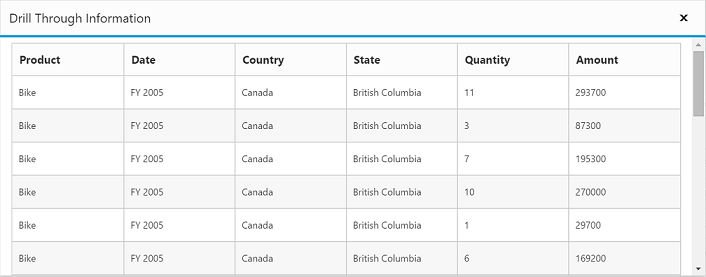 Drill Through Information
Product Date Country State Quantity Amount
Bike FY 2005 Canada British Columbia 11 293700
Bike FY 2005 Canada British Columbia 3 87300
Bike FY 2005 Canada British Columbia 7 195300
Bike FY 2005 Canada British Columbia 10 270000
Bike FY 2005 Canada British Columbia 1 29700
Bike FY 2005 Canada British Columbia 6 169200